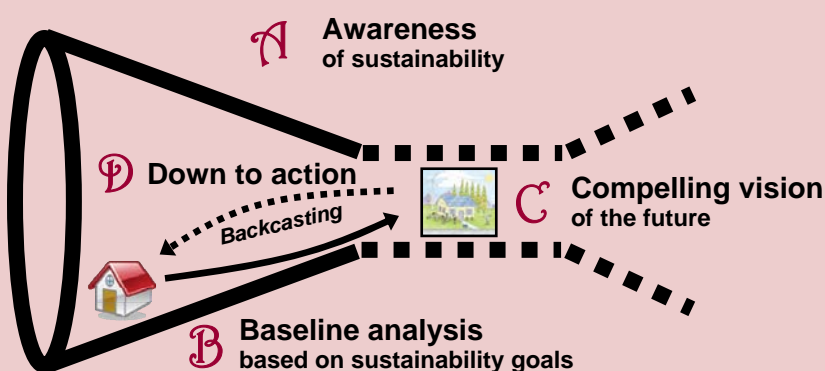 A Awareness
of sustainability
D Down to action
Backcasting
C Compelling vision
of the future
B Baseline analysis
based on sustainability goals